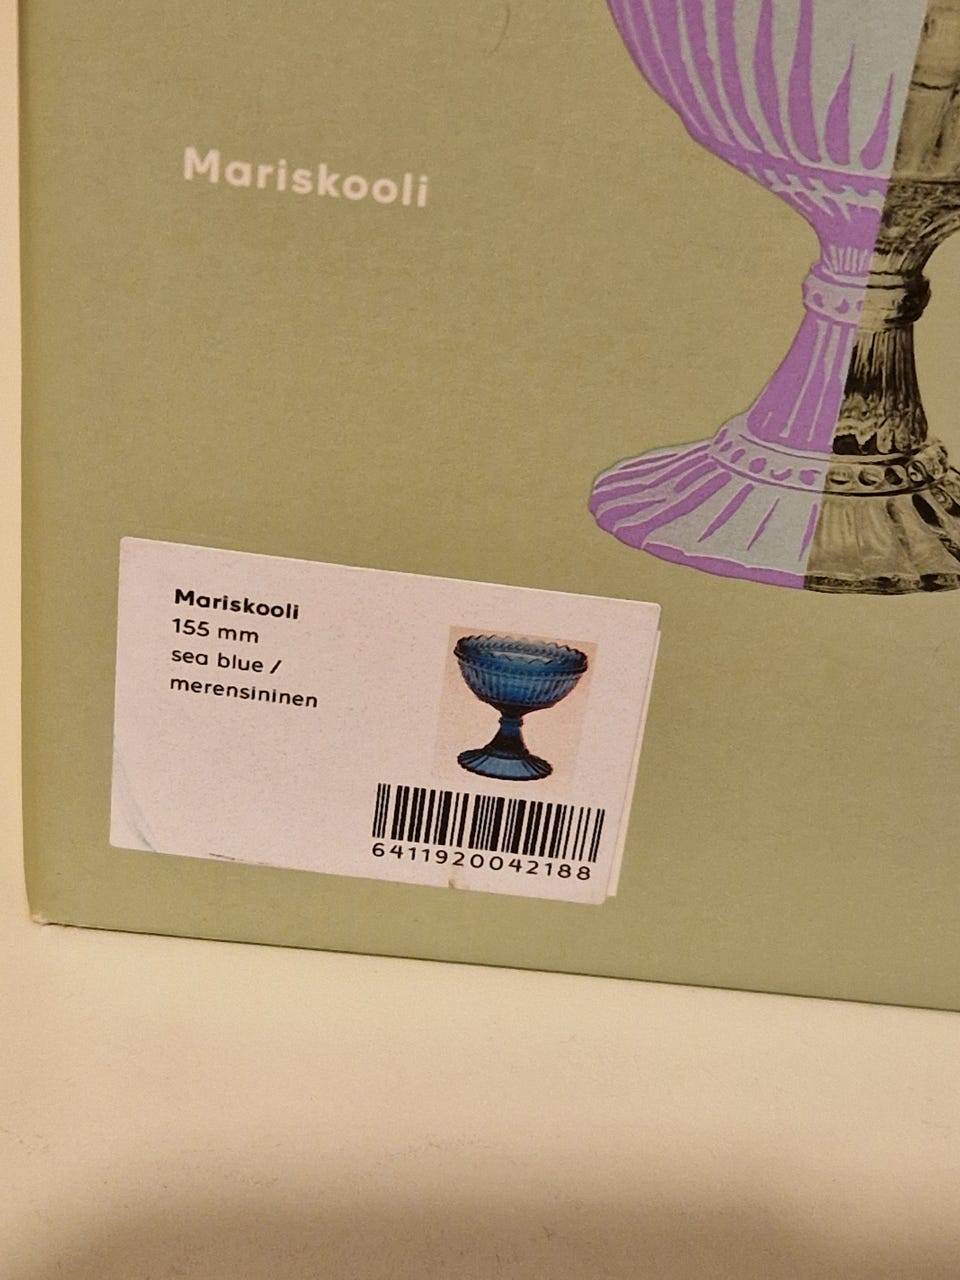 Mariskooli
Mariskooli
155 mm
sea blue /
merensininen
6411920042188